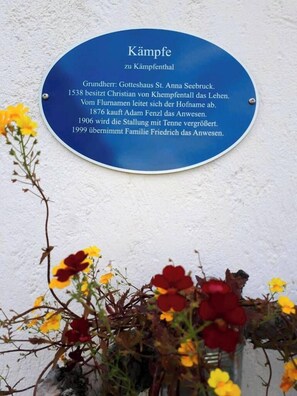 Kämpfe
zu Kämpfenthal
Grundherr: Gotteshaus St. Anna Seebruck.
1538 besitzt Christian von Khempfentall das Lehen.
Vom Flurnamen leitet sich der Hofname ab.
1876 kauft Adam Fenzl das Anwesen.
1906 wird die Stallung mit Tenne vergrößert.
1999 übernimmt Familie Friedrich das Anwesen.